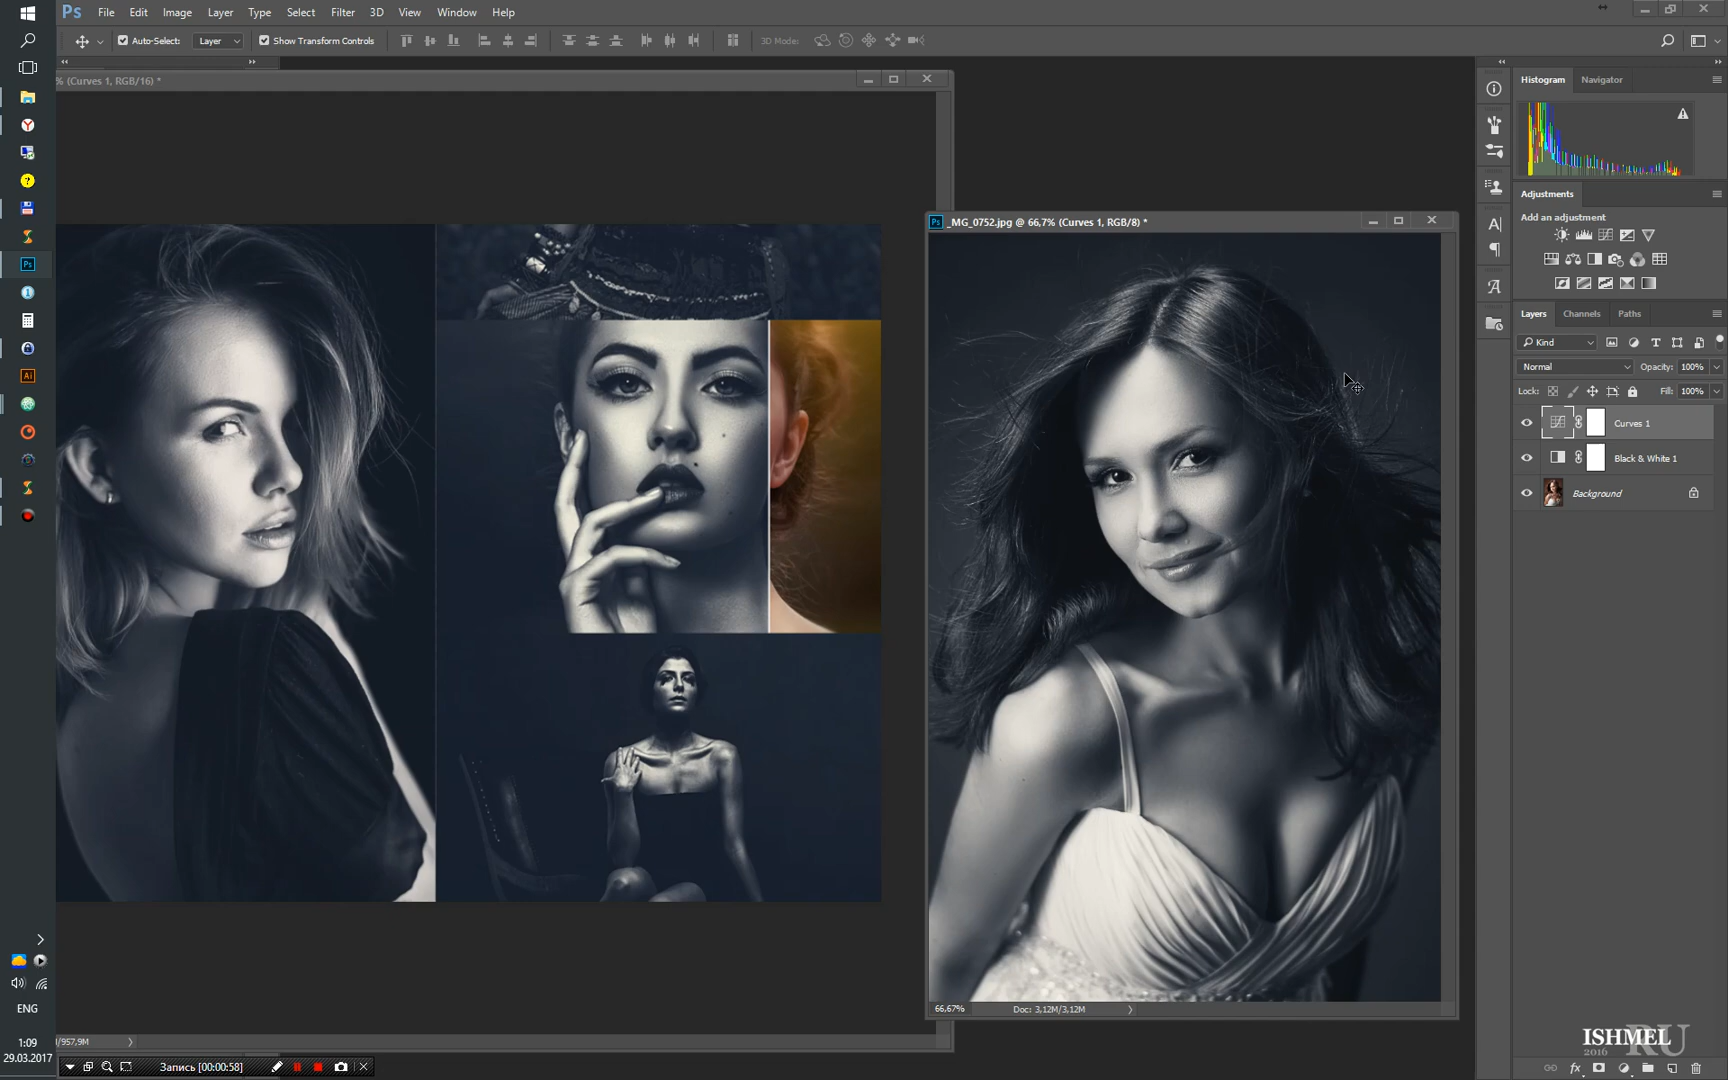 Ps File Edit Image Layer Type Select Filter 3D View Window Help
Auto-Select: Layer Show Transform Controls 3D Mode:
% (Curves 1, RGB/16) *
Histogram Navigator
Adjustments
Add an adjustment
Ps _MG_0752.jpg @ 66,7% (Curves 1, RGB/8) *
Layers Channels Paths
Kind
Normal Opacity: 100%
Lock: Fill: 100%
Curves 1
Black & White 1
Background
Ps
Ai
66,67% Doc: 3,12M/3,12M
ENG
1:09
29.03.2017
/957,9M
Запись [00:00:58]
ISHMEL RU
2016
fx